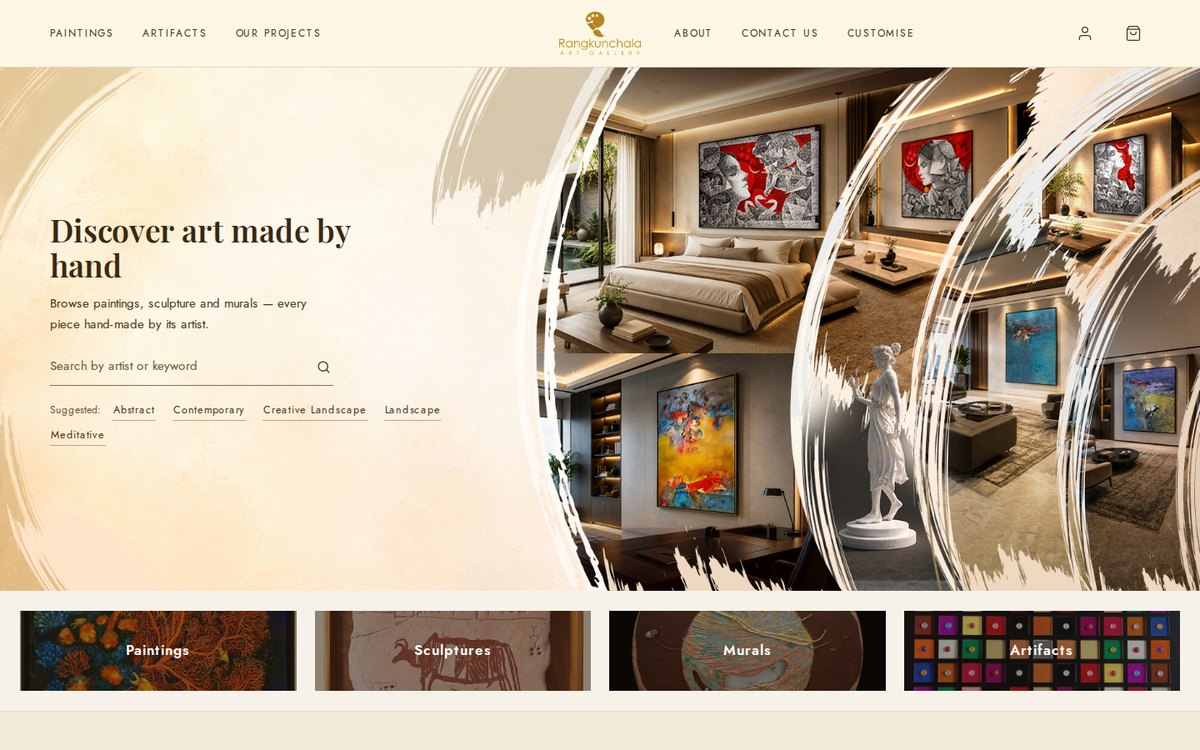 PAINTINGS
ARTIFACTS
OUR PROJECTS
Rangkunchala
ART GALLERY
ABOUT
CONTACT US
CUSTOMISE
Discover art made by
hand
Browse paintings, sculpture and murals — every
piece hand-made by its artist.
Search by artist or keyword
Suggested: Abstract Contemporary Creative Landscape Landscape
Meditative
Paintings
Sculptures
Murals
Artifacts